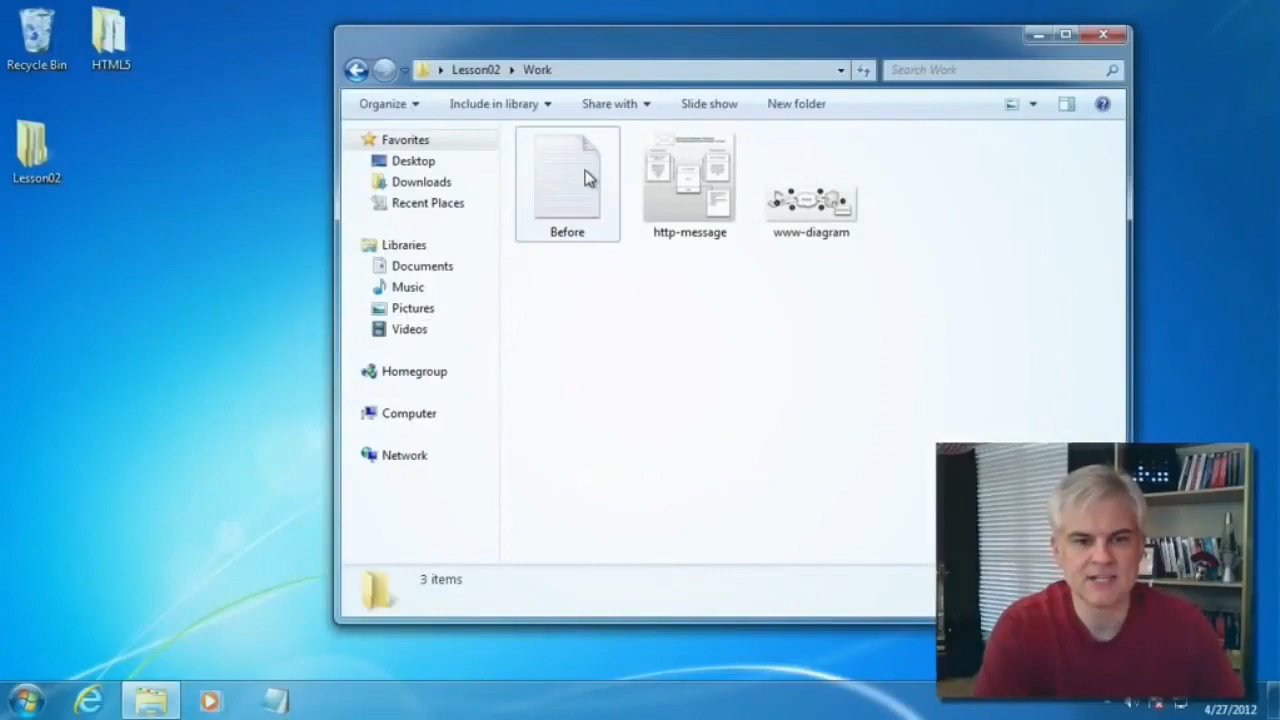 Recycle Bin
HTML5
Lesson02
Lesson02
Work
Search Work
Organize
Include in library
Share with
Slide show
New folder
Favorites
Desktop
Downloads
Recent Places
Libraries
Documents
Music
Pictures
Videos
Homegroup
Computer
Network
Before
http-message
www-diagram
3 items
4/27/2012